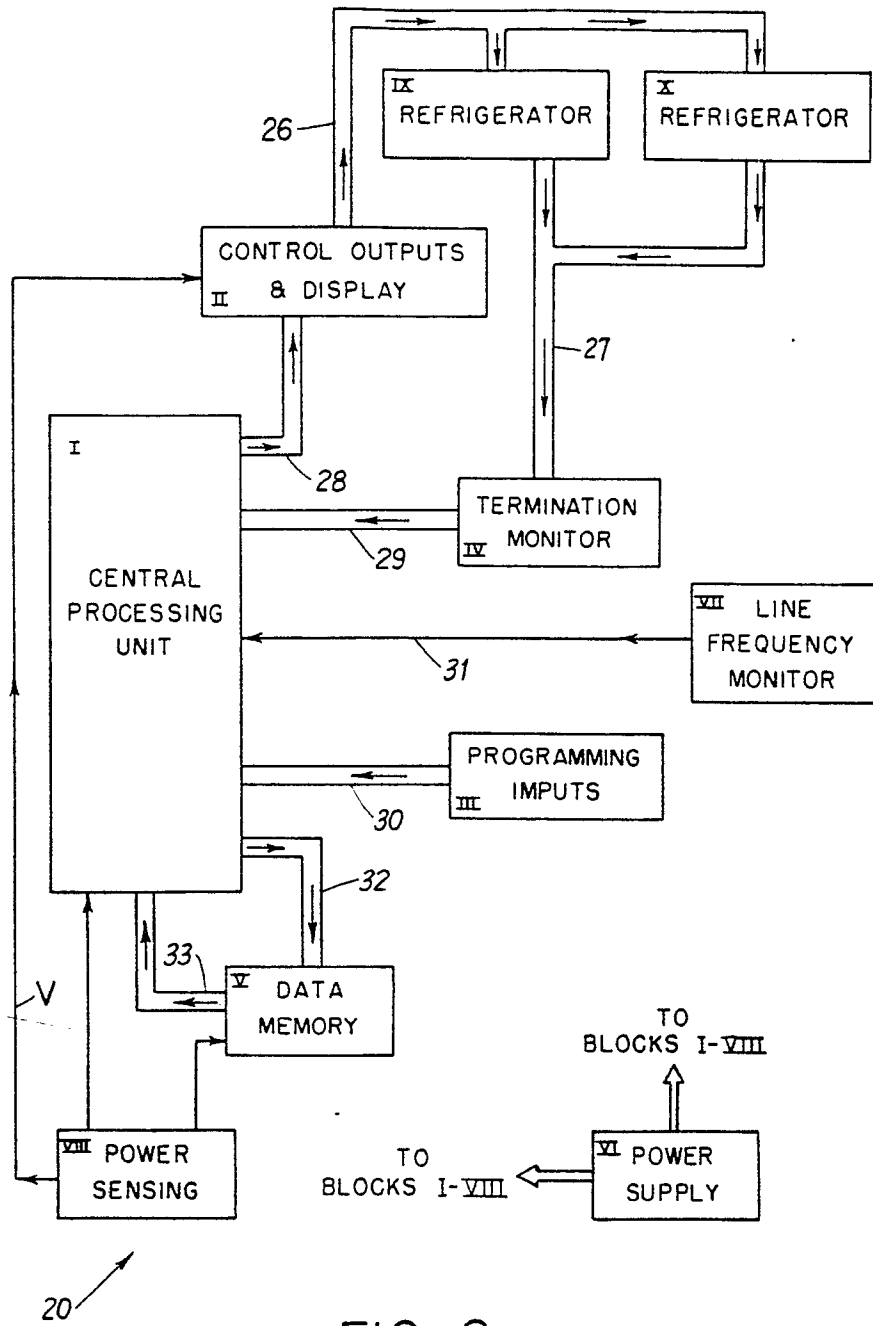 IX
REFRIGERATOR
X
REFRIGERATOR
26
CONTROL OUTPUTS
& DISPLAY
II
27
I
28
CENTRAL
PROCESSING
UNIT
TERMINATION
MONITOR
IV
29
VII
LINE
FREQUENCY
MONITOR
31
PROGRAMMING
IMPUTS
III
30
32
33
V
DATA
MEMORY
V
TO
BLOCKS I-VIII
VIII
POWER
SENSING
TO
BLOCKS I-VIII
VI
POWER
SUPPLY
20